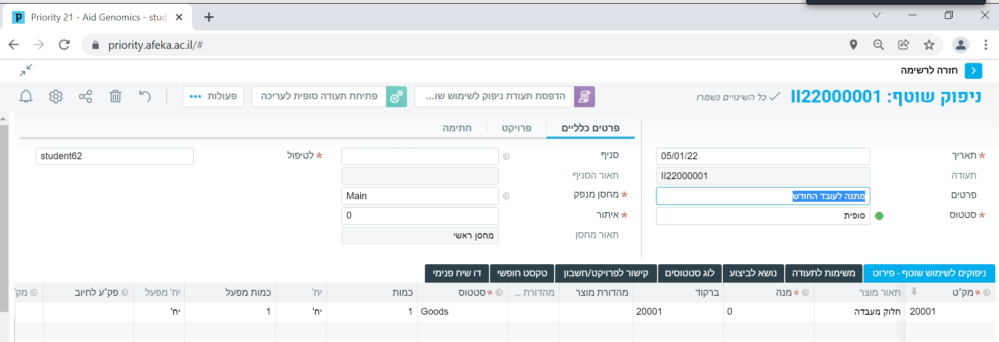 Priority 21 - Aid Genomics - stud
priority.afeka.ac.il/#
חזרה לרשימה
ניפוק שוטף: II22000001
כל השינויים נשמרו
הדפסת תעודת ניפוק לשימוש שו...
פתיחת תעודה סופית לעריכה
פעולות
פרטים כלליים
פרויקט
חתימה
* תאריך 05/01/22
תעודה II22000001
פרטים מתנה לעובד החודש
* סטטוס סופית
סניף
תאור הסניף
* מחסן מנפק Main
* איתור 0
תאור מחסן מחסן ראשי
* לטיפול student62
ניפוקים לשימוש שוטף - פירוט
משימות לתעודה
נושא לביצוע
לוג סטטוסים
קישור לפרויקט/חשבון
טקסט חופשי
דו שיח פנימי
* מק"ט תאור מוצר * מנה ברקוד מהדורת מוצר מהדורת ... * סטטוס כמות יח' כמות מפעל יח' מפעל פק"ע לחיוב מק"
20001 חלוק מעבדה 0 20001 Goods 1 יח' 1 יח'